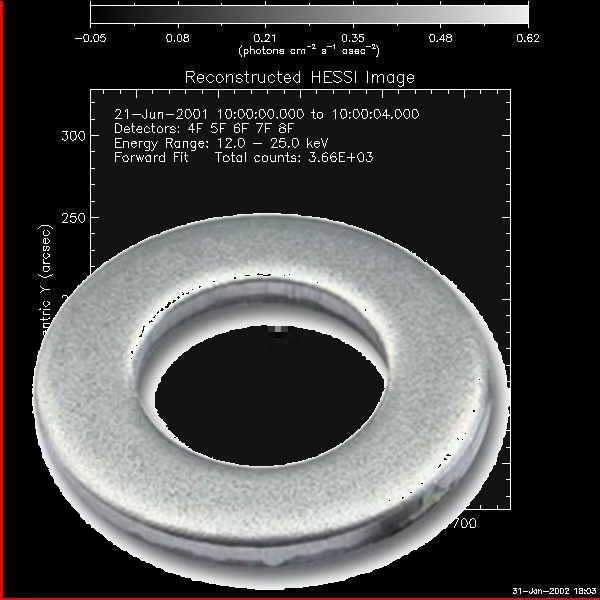 −0.05 0.08 0.21 0.35 0.48 0.62
(photons cm⁻² s⁻¹ asec⁻²)
Reconstructed HESSI Image
21−Jun−2001 10:00:00.000 to 10:00:04.000
300
Detectors: 4F 5F 6F 7F 8F
Energy Range: 12.0 − 25.0 keV
Forward Fit Total counts: 3.66E+03
250
Y (arcsec)
700
31−Jan−2002 18:03